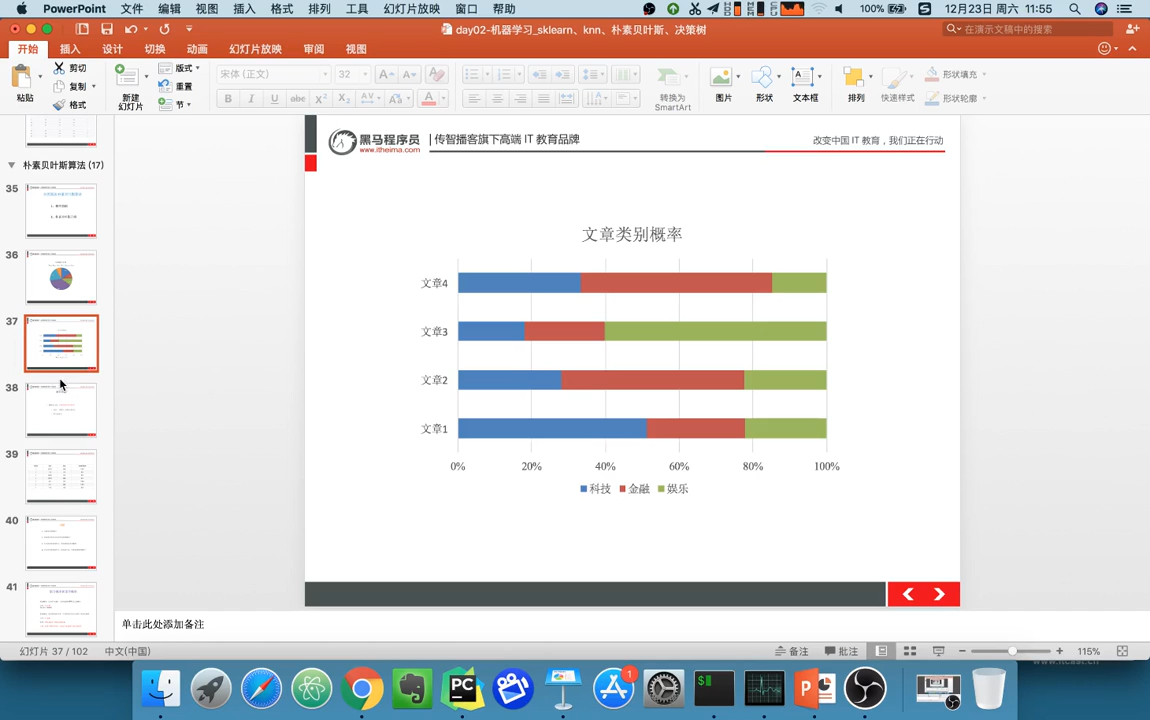 PowerPoint 文件 编辑 视图 插入 格式 排列 工具 幻灯片放映 窗口 帮助 100% 12月23日 周六 11:55
day02-机器学习_sklearn、knn、朴素贝叶斯、决策树 在演示文稿中的搜索
开始 插入 设计 切换 动画 幻灯片放映 审阅 视图
粘贴 剪切 复制 格式
新建
幻灯片
版式 重置 节
宋体 (正文) 32
B I U abc X² X₂ AV Aa A
转换为
SmartArt
图片 形状 文本框 排列 快速样式 形状填充 形状轮廓
朴素贝叶斯算法 (17)
35
36
37
38
39
40
41
黑马程序员 | 传智播客旗下高端 IT 教育品牌
www.itheima.com
改变中国 IT 教育，我们正在行动
文章类别概率
文章4
文章3
文章2
文章1
0% 20% 40% 60% 80% 100%
科技 金融 娱乐
单击此处添加备注
幻灯片 37 / 102 中文(中国) 备注 批注 115%
www.itcast.cn
PC
1
$
P